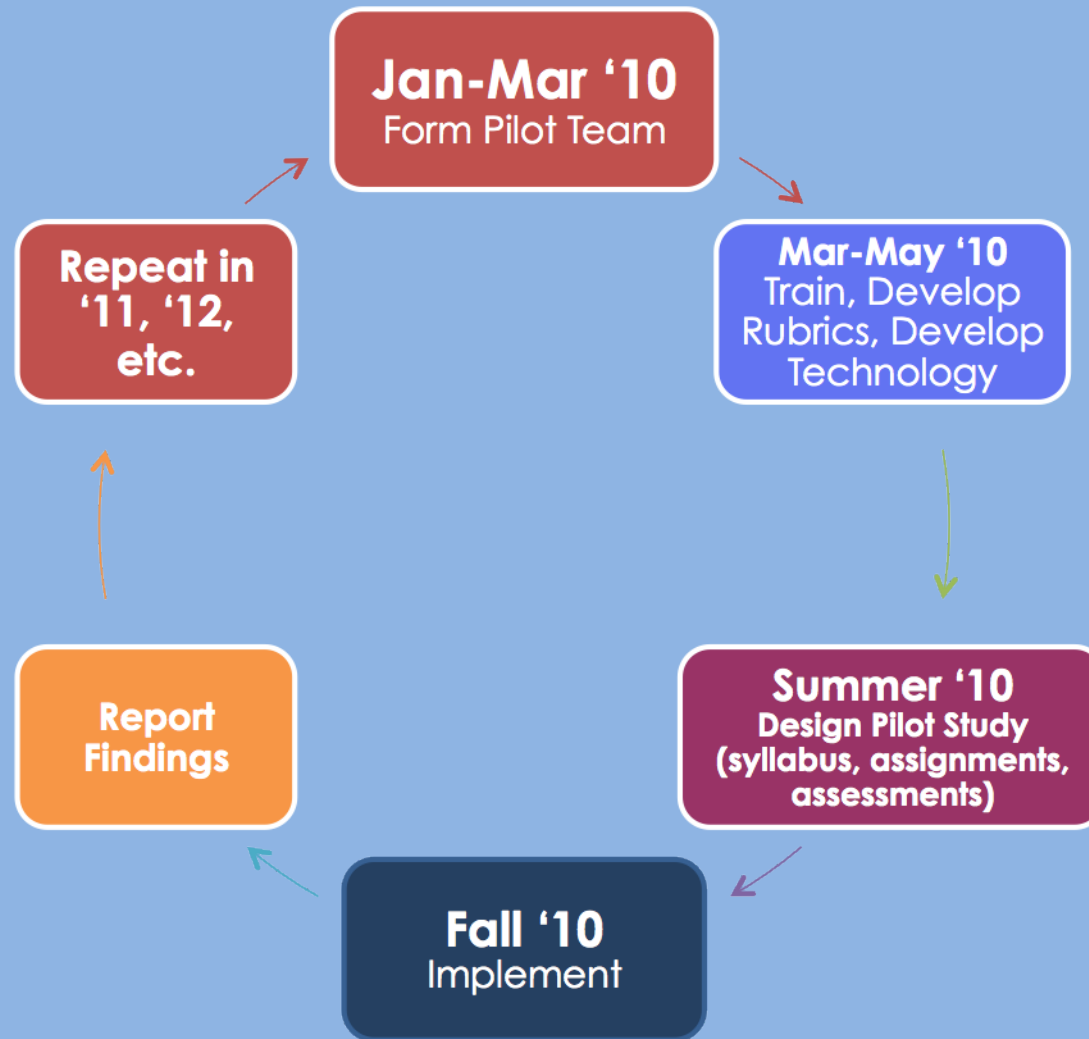 Jan-Mar ‘10
Form Pilot Team
Mar-May ‘10
Train, Develop
Rubrics, Develop
Technology
Summer ‘10
Design Pilot Study
(syllabus, assignments,
assessments)
Fall ‘10
Implement
Report
Findings
Repeat in
‘11, ‘12,
etc.